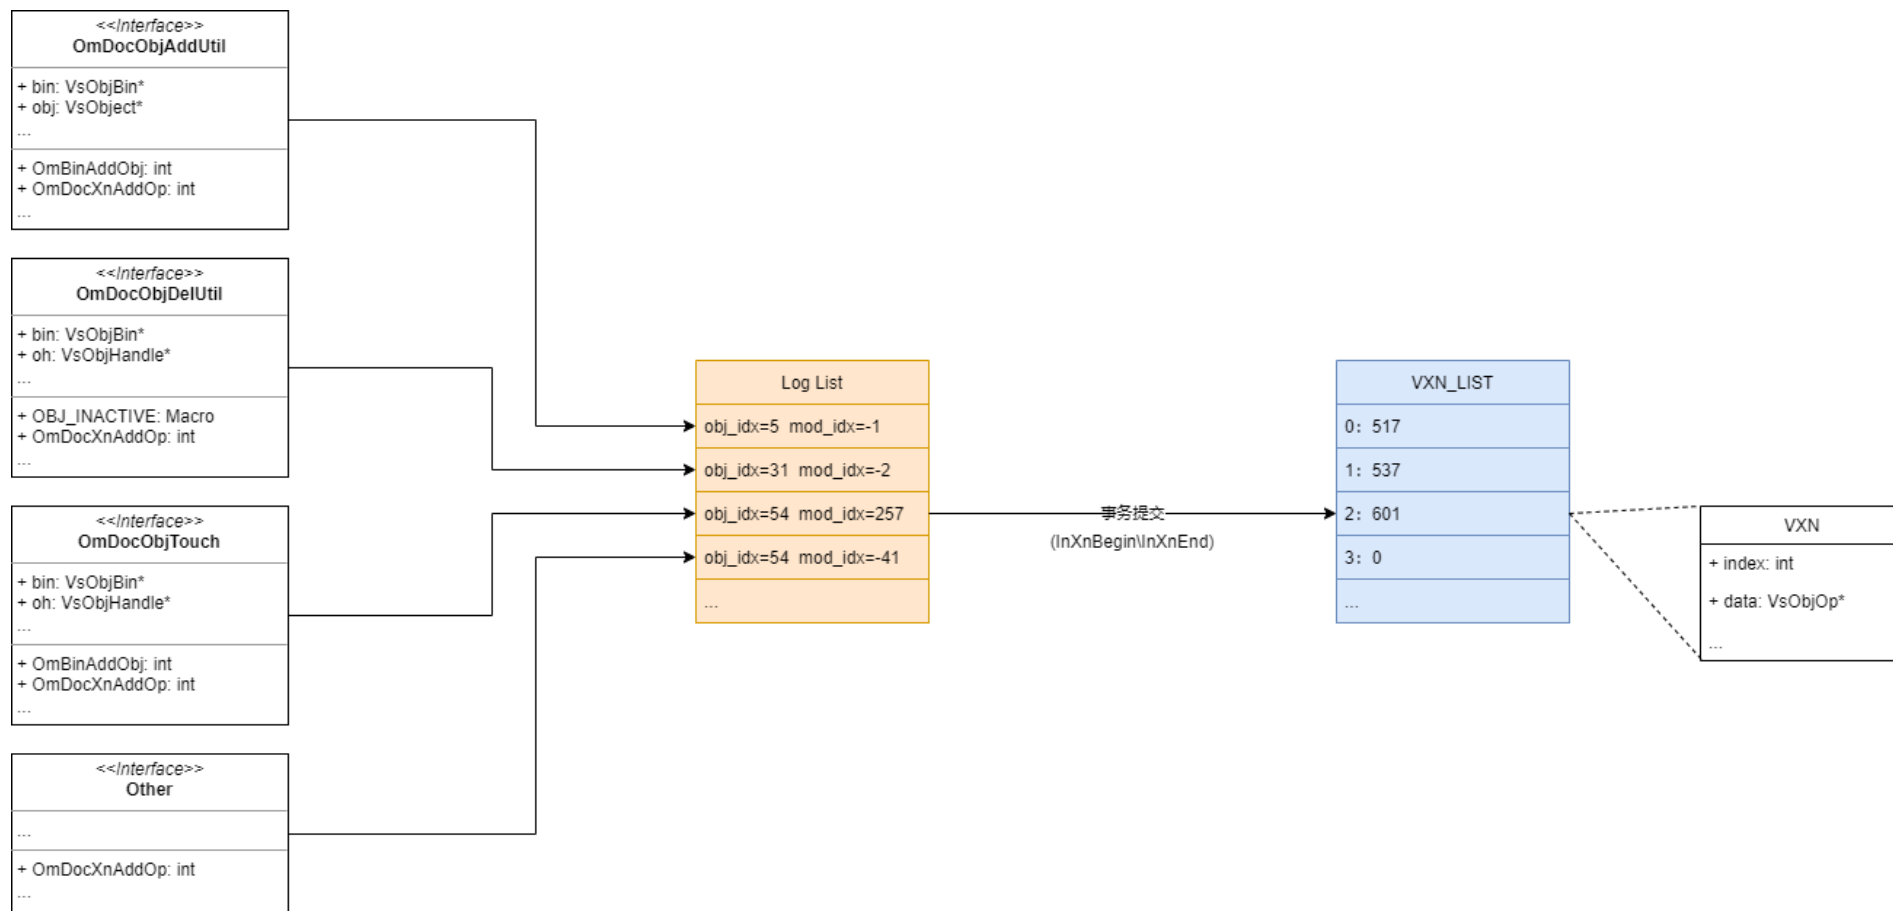 <<Interface>>
OmDocObjAddUtil
+ bin: VsObjBin*
+ obj: VsObject*
...
+ OmBinAddObj: int
+ OmDocXnAddOp: int
...
<<Interface>>
OmDocObjDelUtil
+ bin: VsObjBin*
+ oh: VsObjHandle*
...
+ OBJ_INACTIVE: Macro
+ OmDocXnAddOp: int
...
<<Interface>>
OmDocObjTouch
+ bin: VsObjBin*
+ oh: VsObjHandle*
...
+ OmBinAddObj: int
+ OmDocXnAddOp: int
...
<<Interface>>
Other
...
+ OmDocXnAddOp: int
...
Log List
obj_idx=5 mod_idx=-1
obj_idx=31 mod_idx=-2
obj_idx=54 mod_idx=257
obj_idx=54 mod_idx=-41
...
事务提交
(InXnBegin\InXnEnd)
VXN_LIST
0: 517
1: 537
2: 601
3: 0
...
VXN
+ index: int
+ data: VsObjOp*
...